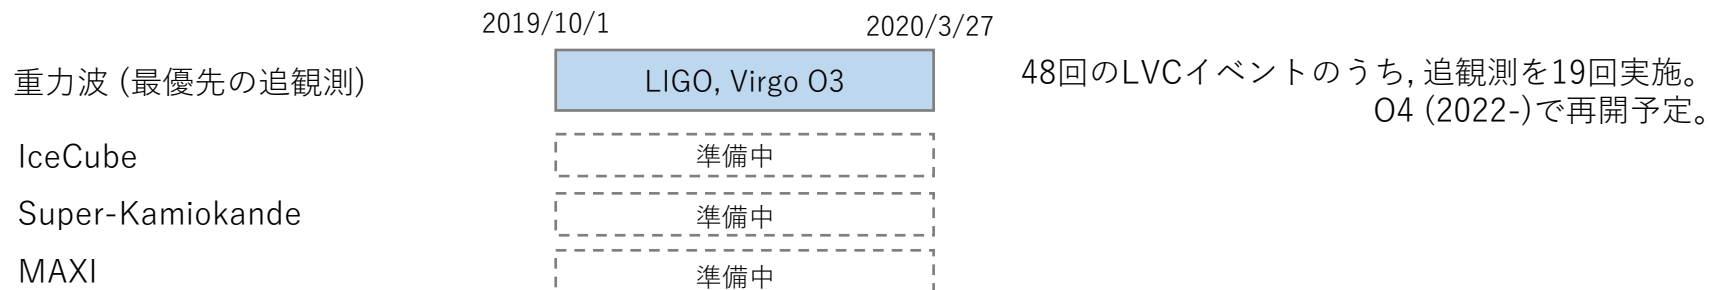 2019/10/1
2020/3/27
重力波 (最優先の追観測)
LIGO, Virgo O3
48回のLVCイベントのうち, 追観測を19回実施。
O4 (2022-)で再開予定。
IceCube
準備中
Super-Kamiokande
準備中
MAXI
準備中